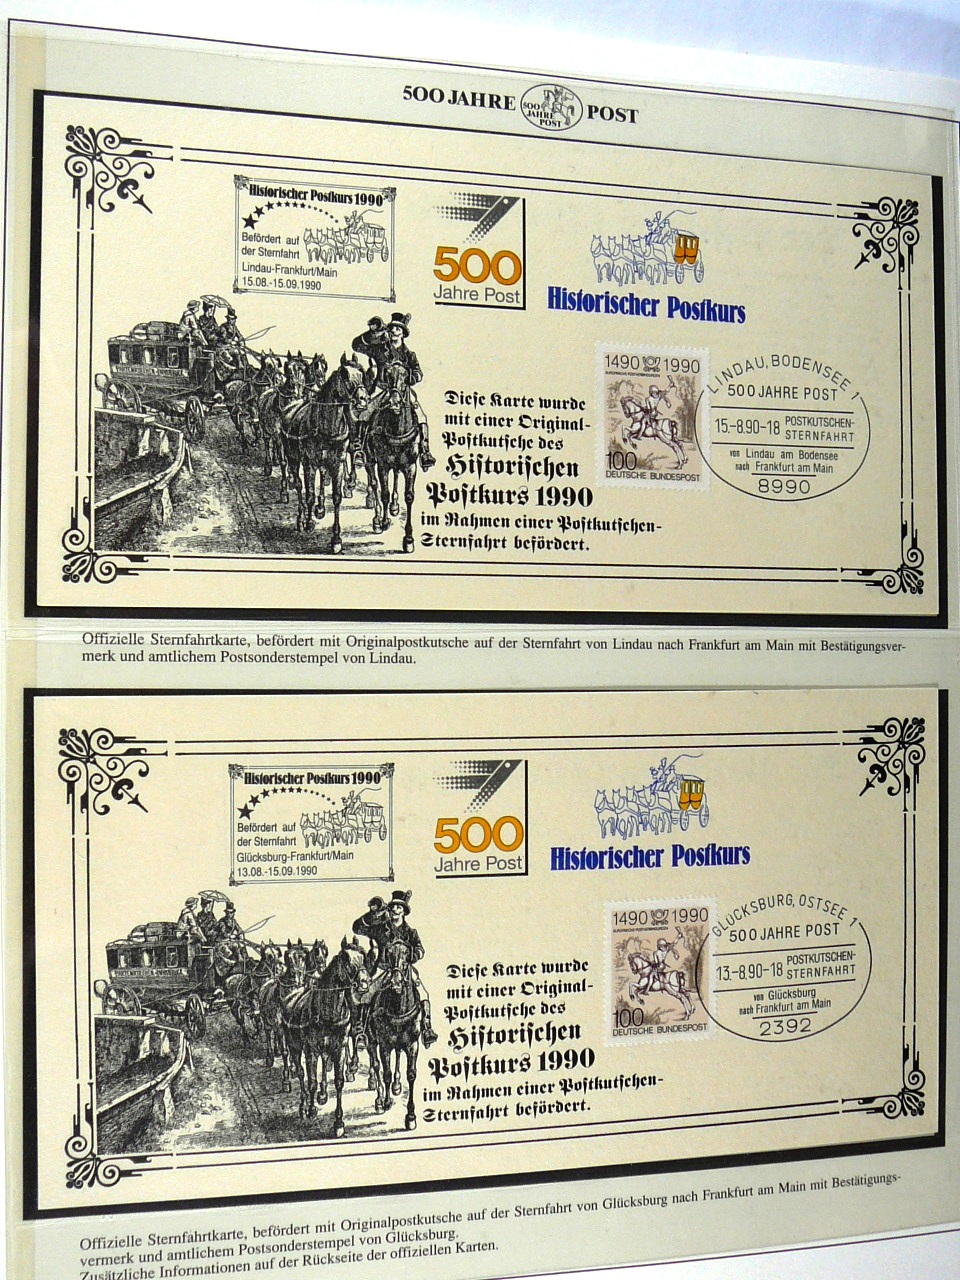 500 JAHRE 500 JAHRE POST POST
Historischer Postkurs 1990
Befördert auf
der Sternfahrt
Lindau-Frankfurt/Main
15.08.-15.09.1990
500
Jahre Post
Historischer Postkurs
1490 1990
100
DEUTSCHE BUNDESPOST
LINDAU, BODENSEE 1
500 JAHRE POST
15.-8.90-18 POSTKUTSCHEN-
STERNFAHRT
von Lindau am Bodensee
nach Frankfurt am Main
8990
Diese Karte wurde
mit einer Original-
Postkutsche des
Historischen
Postkurs 1990
im Rahmen einer Postkutschen-
Sternfahrt befördert.
Offizielle Sternfahrtkarte, befördert mit Originalpostkutsche auf der Sternfahrt von Lindau nach Frankfurt am Main mit Bestätigungsver-
merk und amtlichem Postsonderstempel von Lindau.
Historischer Postkurs 1990
Befördert auf
der Sternfahrt
Glücksburg-Frankfurt/Main
13.08.-15.09.1990
500
Jahre Post
Historischer Postkurs
1490 1990
100
DEUTSCHE BUNDESPOST
GLÜCKSBURG, OSTSEE 1
500 JAHRE POST
13.-8.90-18 POSTKUTSCHEN-
STERNFAHRT
von Glücksburg
nach Frankfurt am Main
2392
Diese Karte wurde
mit einer Original-
Postkutsche des
Historischen
Postkurs 1990
im Rahmen einer Postkutschen-
Sternfahrt befördert.
Offizielle Sternfahrtkarte, befördert mit Originalpostkutsche auf der Sternfahrt von Glücksburg nach Frankfurt am Main mit Bestätigungs-
vermerk und amtlichem Postsonderstempel von Glücksburg.
Zusätzliche Informationen auf der Rückseite der offiziellen Karten.